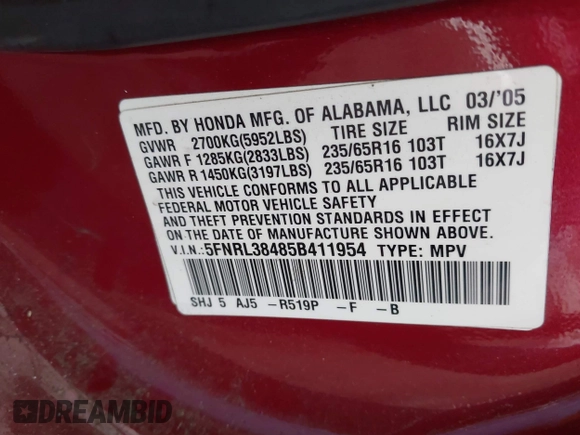 MFD. BY HONDA MFG. OF ALABAMA, LLC 03/'05
GVWR 2700KG(5952LBS) TIRE SIZE RIM SIZE
GAWR F 1285KG(2833LBS) 235/65R16 103T 16X7J
GAWR R 1450KG(3197LBS) 235/65R16 103T 16X7J
THIS VEHICLE CONFORMS TO ALL APPLICABLE
FEDERAL MOTOR VEHICLE SAFETY
AND THEFT PREVENTION STANDARDS IN EFFECT
ON THE DATE OF MANUFACTURE SHOWN ABOVE.
V.I.N.:5FNRL38485B411954 TYPE: MPV
SHJ 5 AJ5 -R519P -F -B
DREAMBID